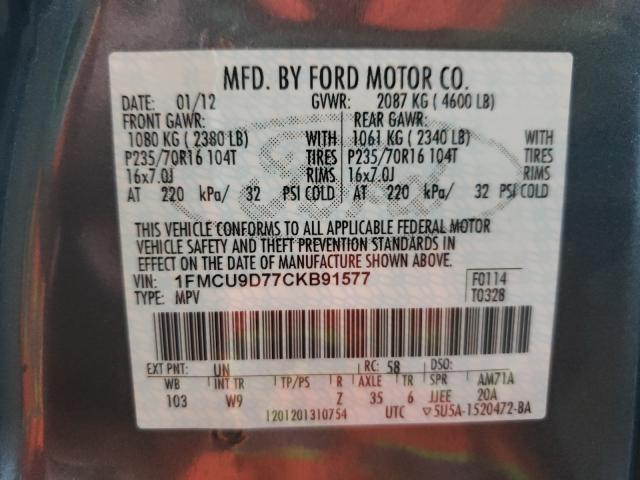 MFD. BY FORD MOTOR CO.
DATE: 01/12 GVWR: 2087 KG ( 4600 LB)
FRONT GAWR: REAR GAWR:
1080 KG ( 2380 LB) WITH 1061 KG ( 2340 LB) WITH
P235/70R16 104T TIRES P235/70R16 104T TIRES
16x7.0J RIMS 16x7.0J RIMS
AT 220 kPa/ 32 PSI COLD AT 220 kPa/ 32 PSI COLD
THIS VEHICLE CONFORMS TO ALL APPLICABLE FEDERAL MOTOR
VEHICLE SAFETY AND THEFT PREVENTION STANDARDS IN
EFFECT ON THE DATE OF MANUFACTURE SHOWN ABOVE.
VIN: 1FMCU9D77CKB91577 F0114
TYPE: MPV T0328
EXT PNT: UN RC: 58 DSO:
WB INT TR TP/PS R AXLE TR SPR AM71A
103 W9 Z 35 6 JJEE 20A
1201201310754 UTC ▽5U5A-1520472-BA